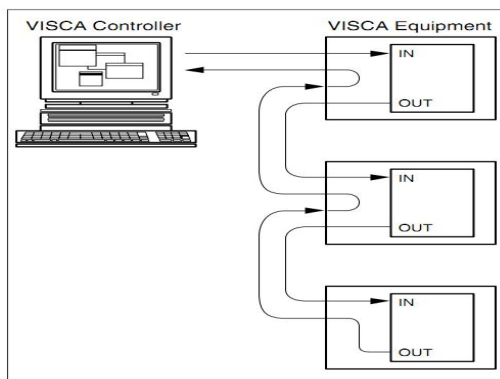 VISCA Controller
VISCA Equipment
IN
OUT
IN
OUT
IN
OUT